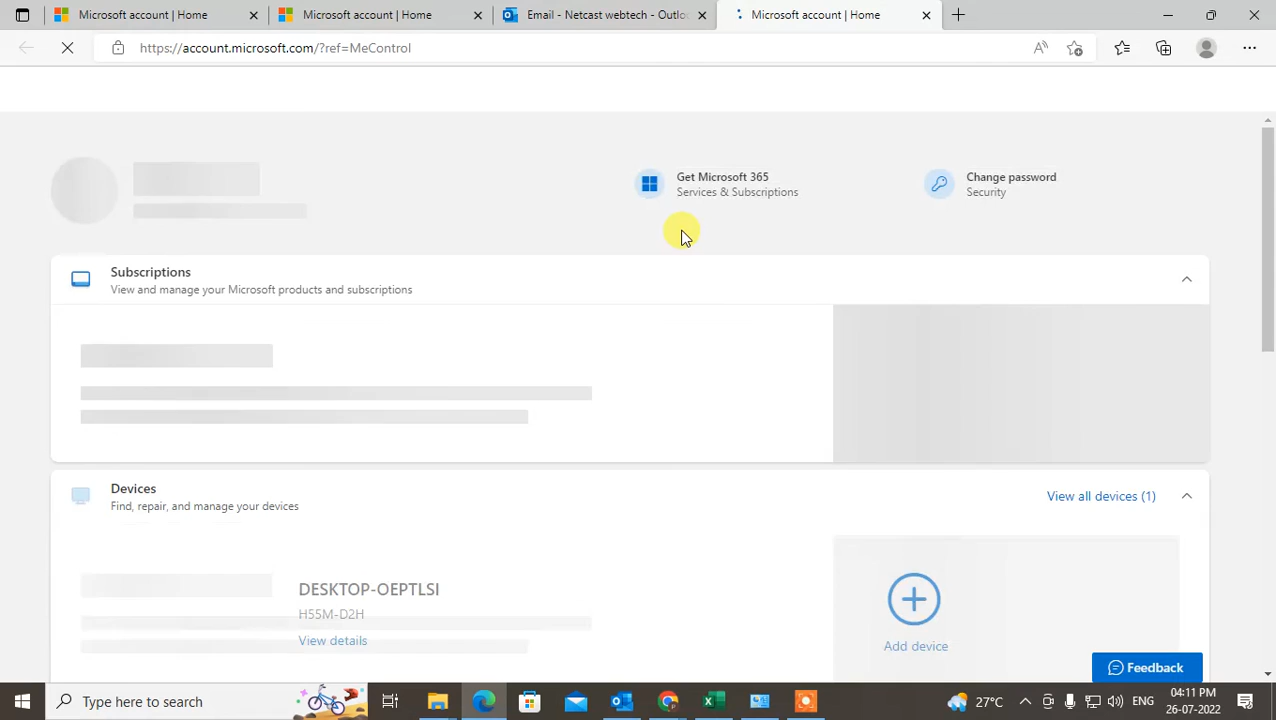 Microsoft account | Home
Microsoft account | Home
Email - Netcast webtech - Outlo
Microsoft account | Home
https://account.microsoft.com/?ref=MeControl
Get Microsoft 365
Services & Subscriptions
Change password
Security
Subscriptions
View and manage your Microsoft products and subscriptions
Devices
Find, repair, and manage your devices
View all devices (1)
DESKTOP-OEPTLSI
H55M-D2H
View details
Add device
Feedback
Type here to search
27°C
ENG
04:11 PM
26-07-2022